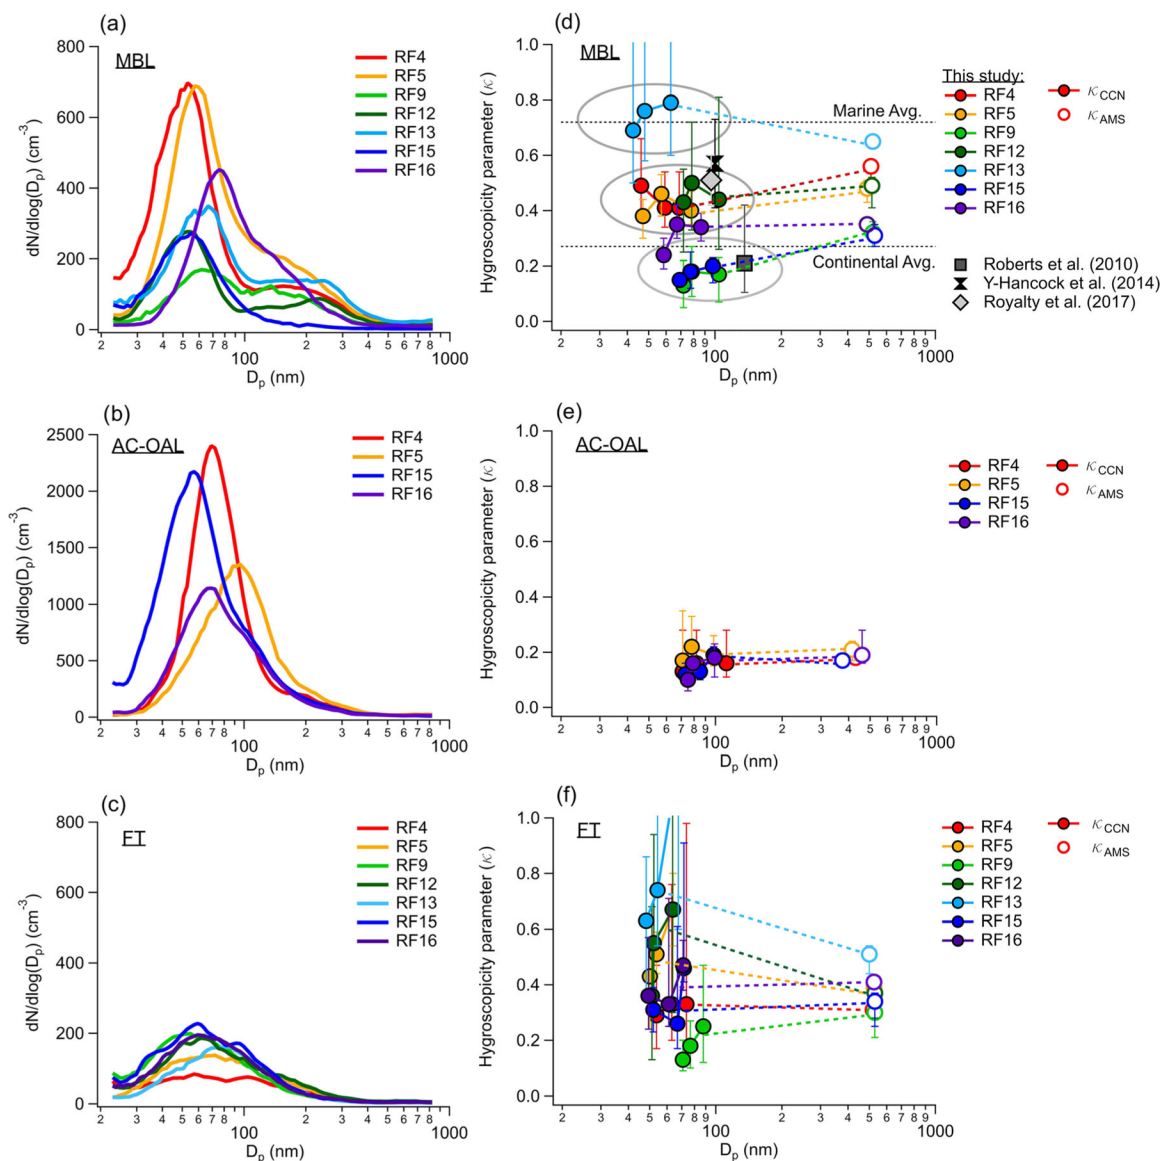 (a)
MBL
RF4
RF5
RF9
RF12
RF13
RF15
RF16
dN/dlog(Dp) (cm-3)
800
600
400
200
0
2 3 4 5 6 7 8 100 2 3 4 5 6 7 8 1000
Dp (nm)
(d)
MBL
Hygroscopicity parameter (κ)
1.0
0.8
0.6
0.4
0.2
0.0
Marine Avg.
Continental Avg.
2 3 4 5 6 7 8 9 100 2 3 4 5 6 7 8 9 1000
Dp (nm)
This study:
RF4
RF5
RF9
RF12
RF13
RF15
RF16
κCCN
κAMS
Roberts et al. (2010)
Y-Hancock et al. (2014)
Royalty et al. (2017)
(b)
AC-OAL
RF4
RF5
RF15
RF16
dN/dlog(Dp) (cm-3)
2500
2000
1500
1000
500
0
2 3 4 5 6 7 8 100 2 3 4 5 6 7 8 1000
Dp (nm)
(e)
AC-OAL
Hygroscopicity parameter (κ)
1.0
0.8
0.6
0.4
0.2
0.0
2 3 4 5 6 7 8 9 100 2 3 4 5 6 7 8 9 1000
Dp (nm)
RF4
RF5
RF15
RF16
κCCN
κAMS
(c)
FT
RF4
RF5
RF9
RF12
RF13
RF15
RF16
dN/dlog(Dp) (cm-3)
800
600
400
200
0
2 3 4 5 6 7 8 100 2 3 4 5 6 7 8 1000
Dp (nm)
(f)
FT
Hygroscopicity parameter (κ)
1.0
0.8
0.6
0.4
0.2
0.0
2 3 4 5 6 7 8 9 100 2 3 4 5 6 7 8 9 1000
Dp (nm)
RF4
RF5
RF9
RF12
RF13
RF15
RF16
κCCN
κAMS